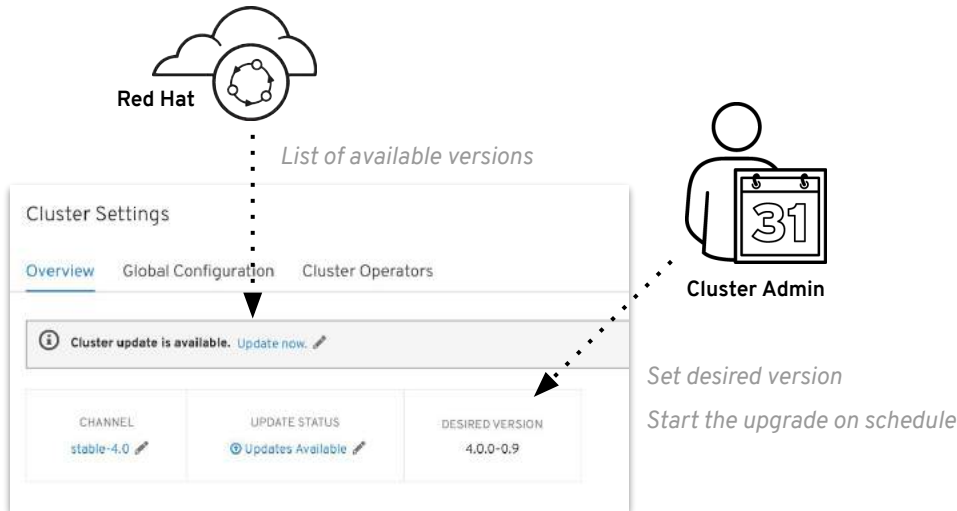 Red Hat
List of available versions
Cluster Settings
Overview Global Configuration Cluster Operators
Cluster update is available. Update now.
CHANNEL UPDATE STATUS DESIRED VERSION
stable-4.0 Updates Available 4.0.0-0.9
31
Cluster Admin
Set desired version
Start the upgrade on schedule